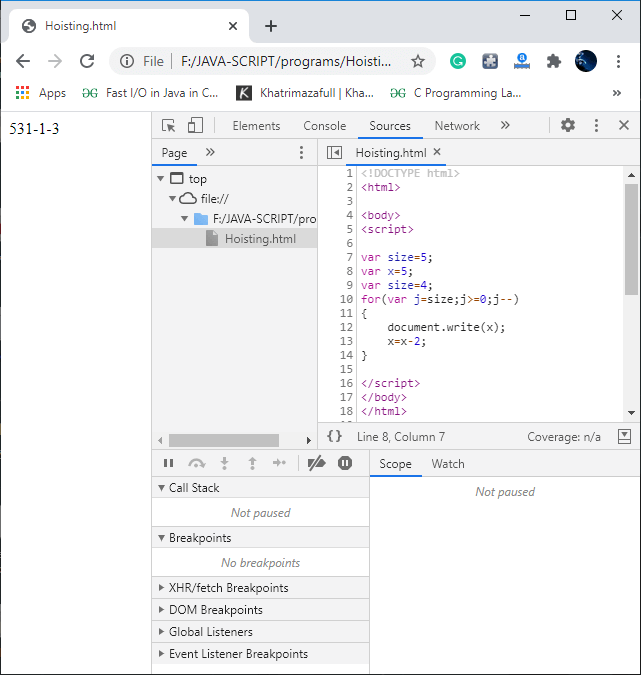 Hoisting.html
File | F:/JAVA-SCRIPT/programs/Hoisti...
Apps Fast I/O in Java in C... Khatrimazafull | Kha... C Programming La... »
531-1-3
Elements Console Sources Network »
Page » Hoisting.html
top
file://
F:/JAVA-SCRIPT/pro
Hoisting.html
1 <!DOCTYPE html>
2 <html>
3
4 <body>
5 <script>
6
7 var size=5;
8 var x=5;
9 var size=4;
10 for(var j=size;j>=0;j--)
11 {
12 document.write(x);
13 x=x-2;
14 }
15
16 </script>
17 </body>
18 </html>
{} Line 8, Column 7 Coverage: n/a
Scope Watch
Call Stack
Not paused
Not paused
Breakpoints
No breakpoints
XHR/fetch Breakpoints
DOM Breakpoints
Global Listeners
Event Listener Breakpoints